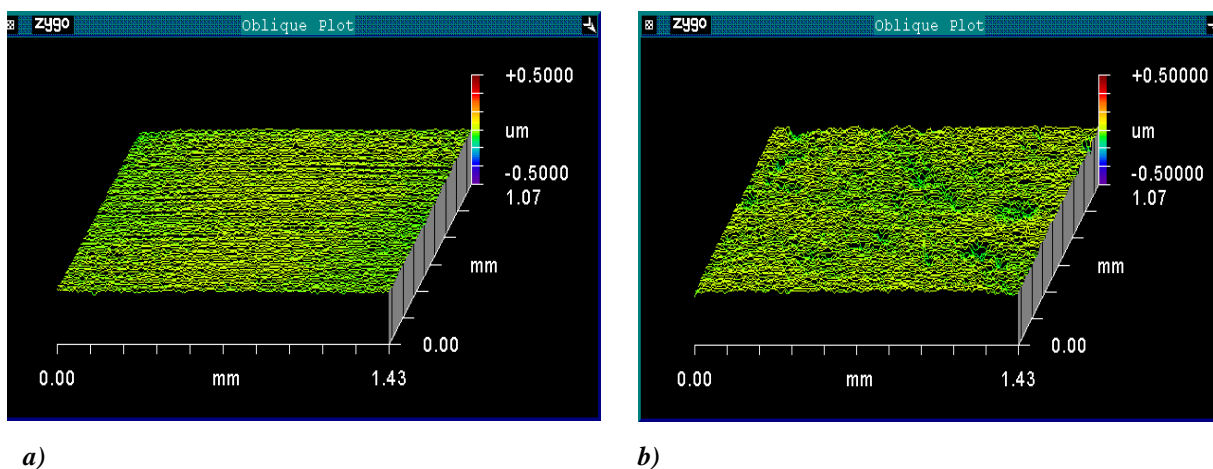 zygo Oblique Plot
+0.5000
um
-0.5000
1.07
mm
0.00
0.00 mm 1.43
a)
zygo Oblique Plot
+0.50000
um
-0.50000
1.07
mm
0.00
0.00 mm 1.43
b)